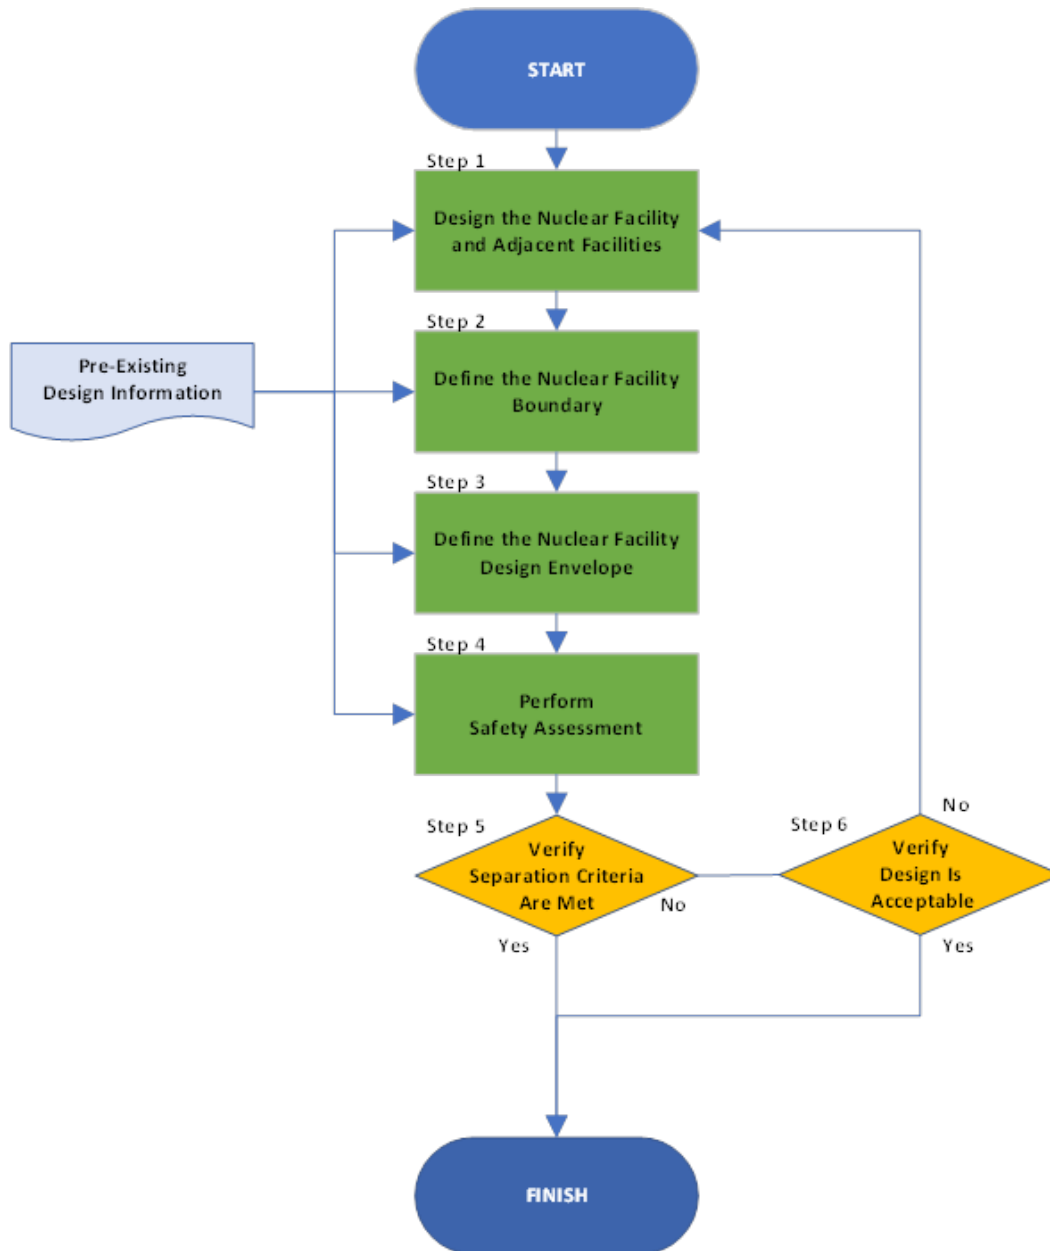 START
Step 1
Design the Nuclear Facility
and Adjacent Facilities
Step 2
Pre-Existing
Design Information
Define the Nuclear Facility
Boundary
Step 3
Define the Nuclear Facility
Design Envelope
Step 4
Perform
Safety Assessment
Step 5
Verify
Separation Criteria
Are Met
No
Yes
Step 6
No
Verify
Design Is
Acceptable
Yes
FINISH